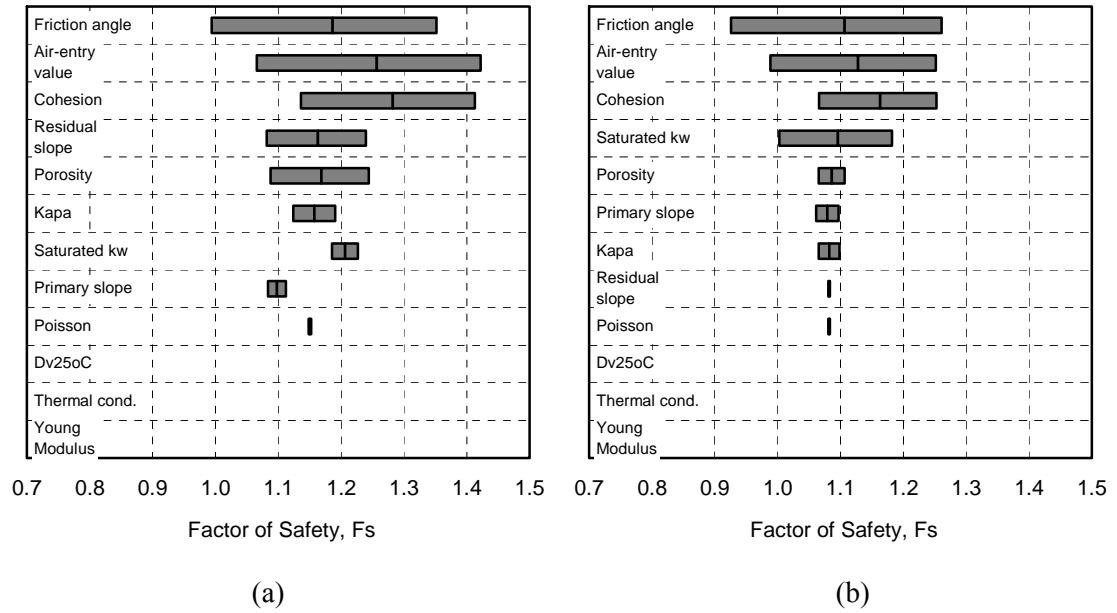 Friction angle
Air-entry
value
Cohesion
Residual
slope
Porosity
Kapa
Saturated kw
Primary slope
Poisson
Dv25oC
Thermal cond.
Young
Modulus
0.7 0.8 0.9 1.0 1.1 1.2 1.3 1.4 1.5
Factor of Safety, Fs
(a)
Friction angle
Air-entry
value
Cohesion
Saturated kw
Porosity
Primary slope
Kapa
Residual
slope
Poisson
Dv25oC
Thermal cond.
Young
Modulus
0.7 0.8 0.9 1.0 1.1 1.2 1.3 1.4 1.5
Factor of Safety, Fs
(b)